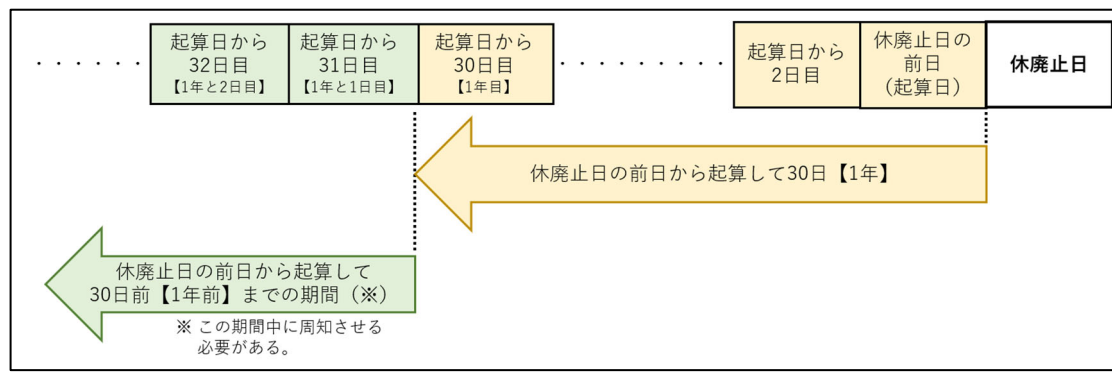 起算日から
32日目
【1年と2日目】
起算日から
31日目
【1年と1日目】
起算日から
30日目
【1年目】
起算日から
2日目
休廃止日の
前日
（起算日）
休廃止日
休廃止日の前日から起算して30日【1年】
休廃止日の前日から起算して
30日前【1年前】までの期間（※）
※ この期間中に周知させる
必要がある。